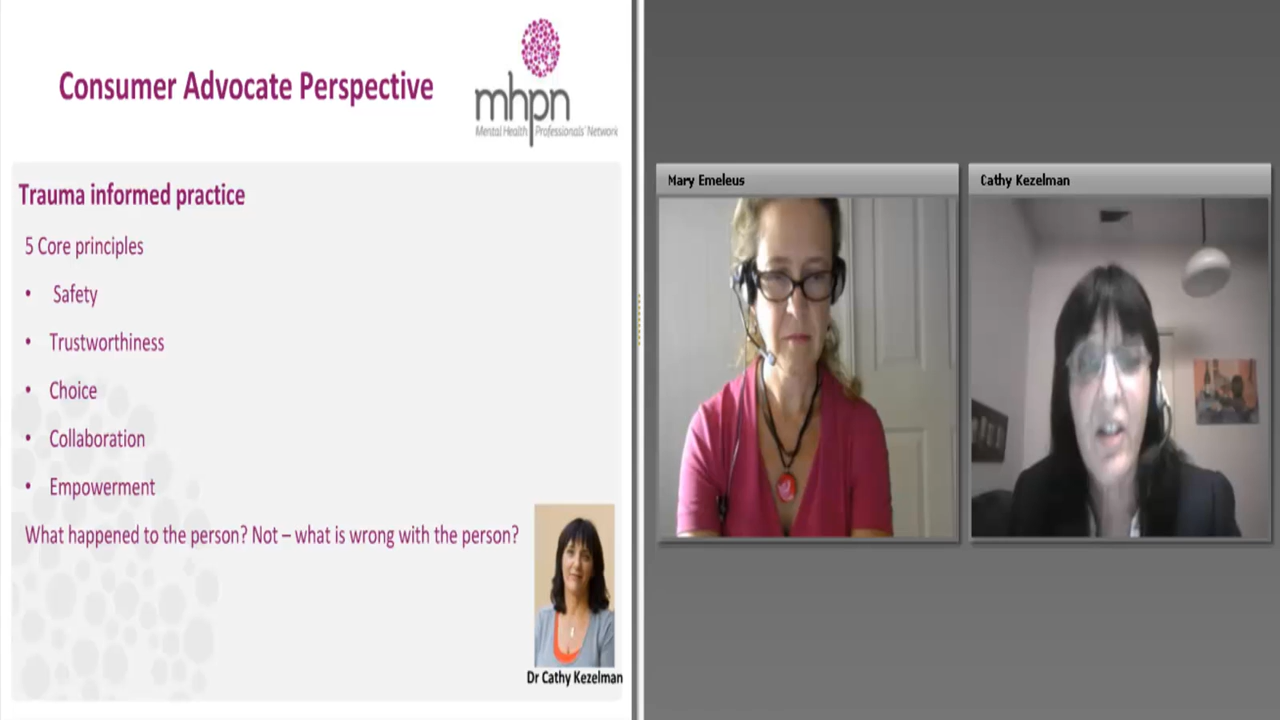 Consumer Advocate Perspective
mhpn
Mental Health Professionals' Network
Trauma informed practice
5 Core principles
• Safety
• Trustworthiness
• Choice
• Collaboration
• Empowerment
What happened to the person? Not – what is wrong with the person?
Dr Cathy Kezelman
Mary Emeleus
Cathy Kezelman